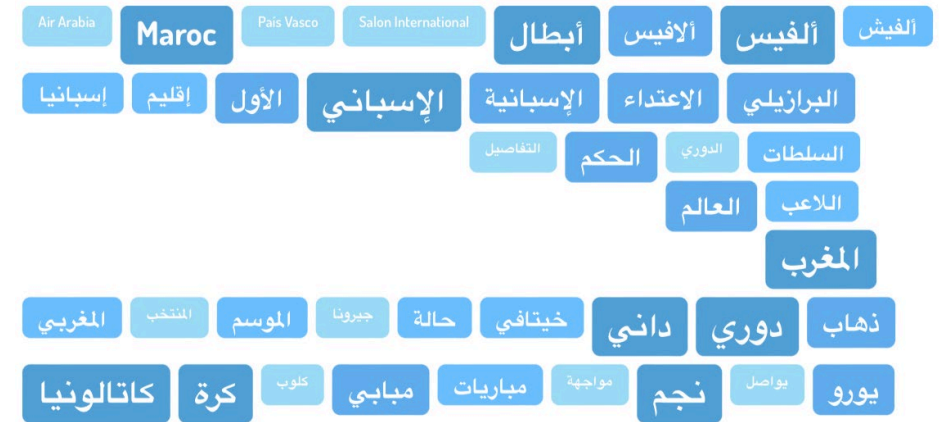 Air Arabia Maroc País Vasco Salon International أبطال ألافيس ألفيس ألفيش
إسبانيا إقليم الأول الإسباني الإسبانية الاعتداء البرازيلي
التفاصيل الحكم الدوري السلطات
العالم اللاعب
المغرب
المغربي المنتخب الموسم جيرونا حالة خيتافي داني دوري ذهاب
كاتالونيا كرة كلوب مبابي مباريات مواجهة نجم يواصل يورو